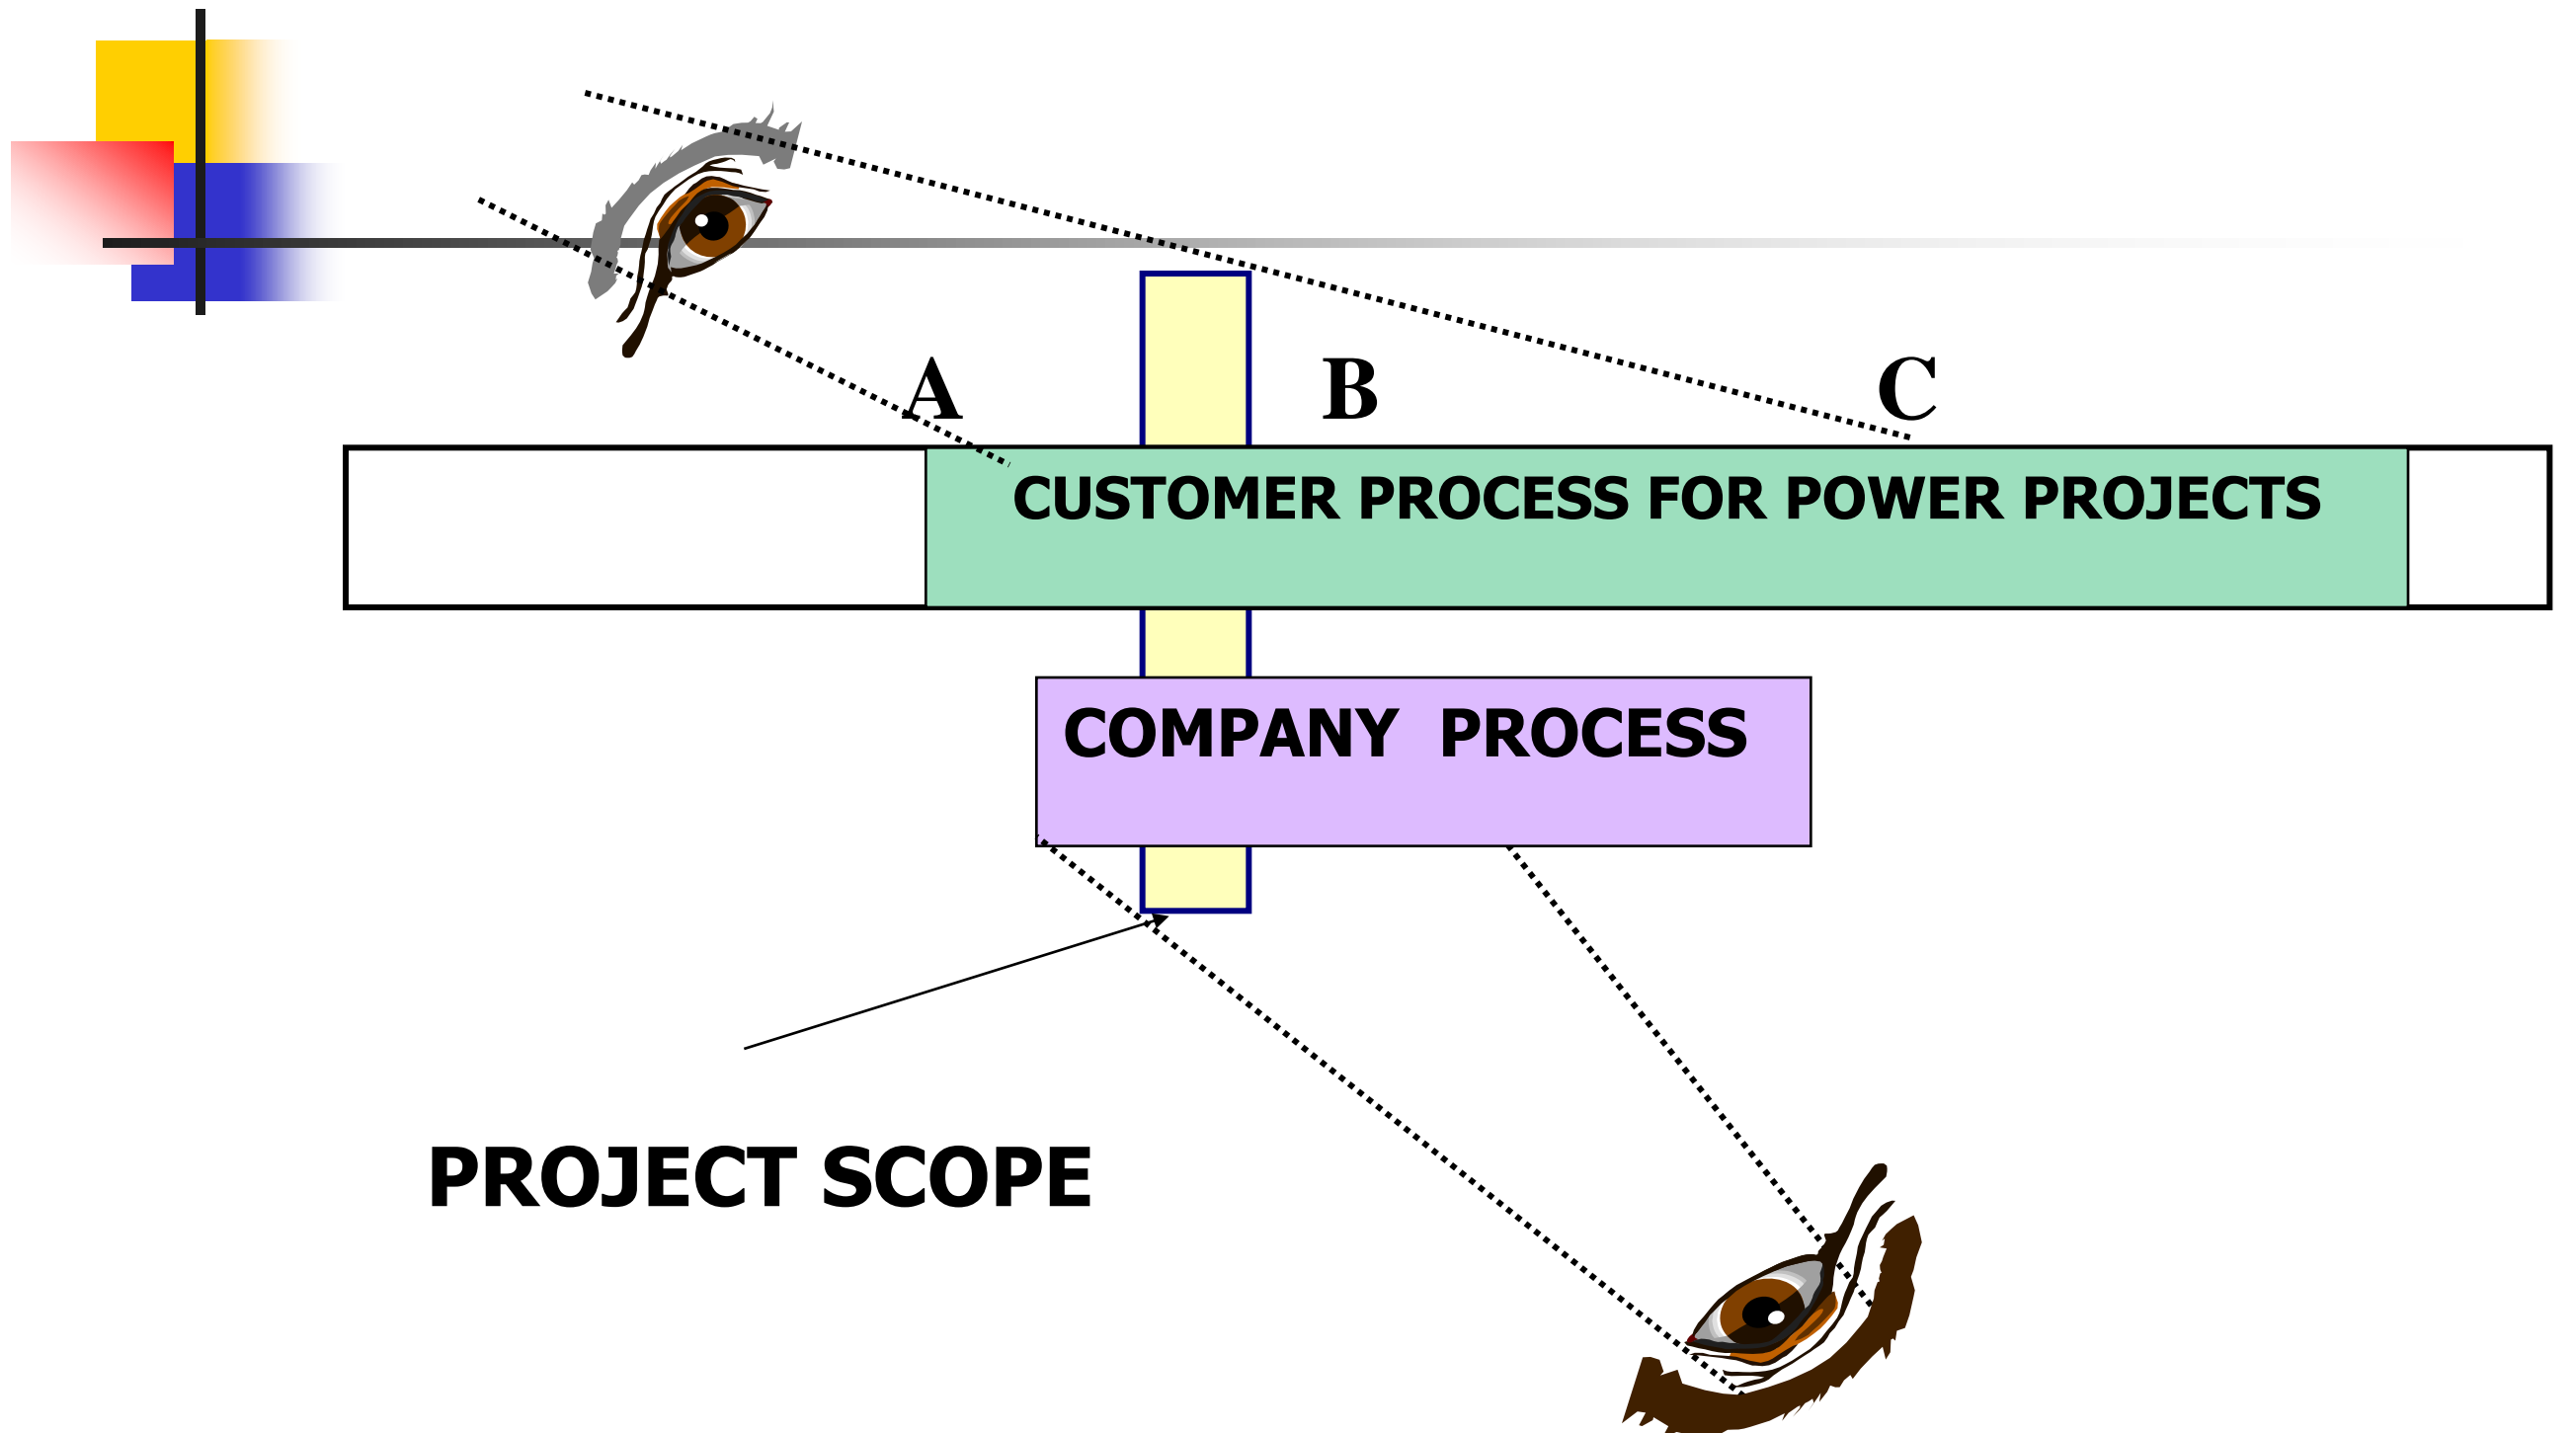 A B C
CUSTOMER PROCESS FOR POWER PROJECTS
COMPANY PROCESS
PROJECT SCOPE